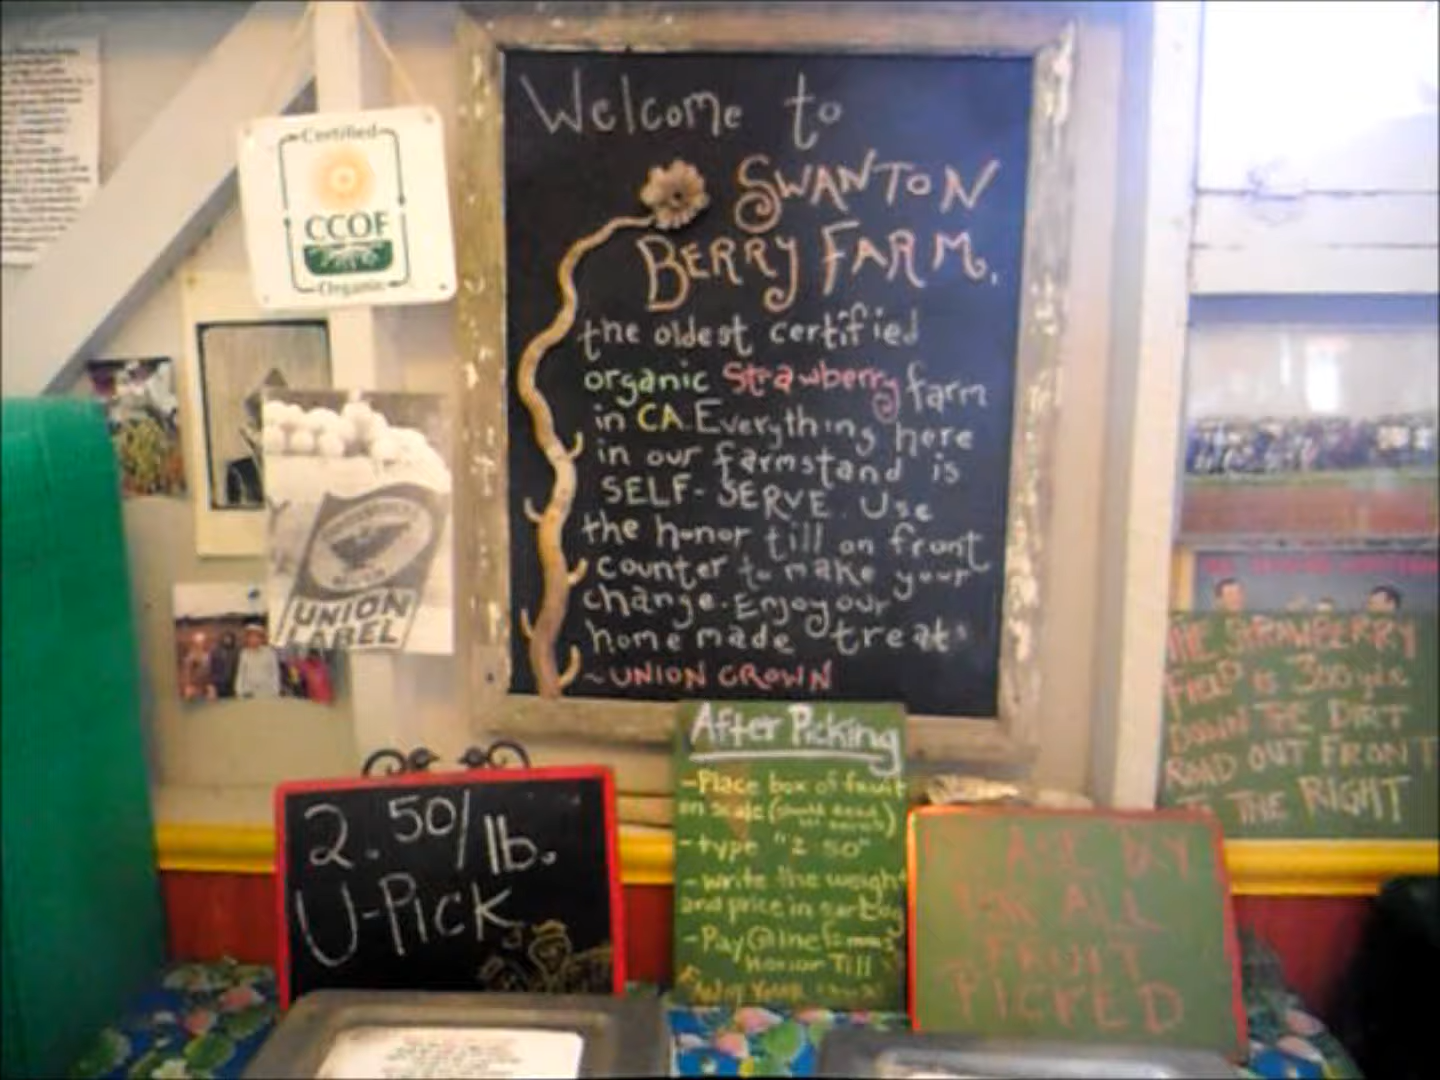 Certified
CCOF
Organic
UNION
LABEL
Welcome to
SWANTON
BERRY FARM,
the oldest certified
organic Strawberry farm
in CA. Everything here
in our farmstand is
SELF-SERVE. Use
the honor till on front
counter to make your
change. Enjoy our
home made treats
~UNION GROWN
2.50/lb.
U-PICK
After Picking
-Place box of fruit
on scale (
-type "2.50"
-write the weight
and price in
-Pay @
Honor Till
THE STRAWBERRY
FIELD is 300 yds
DOWN THE DIRT
ROAD OUT FRONT
THE RIGHT
ALL
FRUIT
PICKED